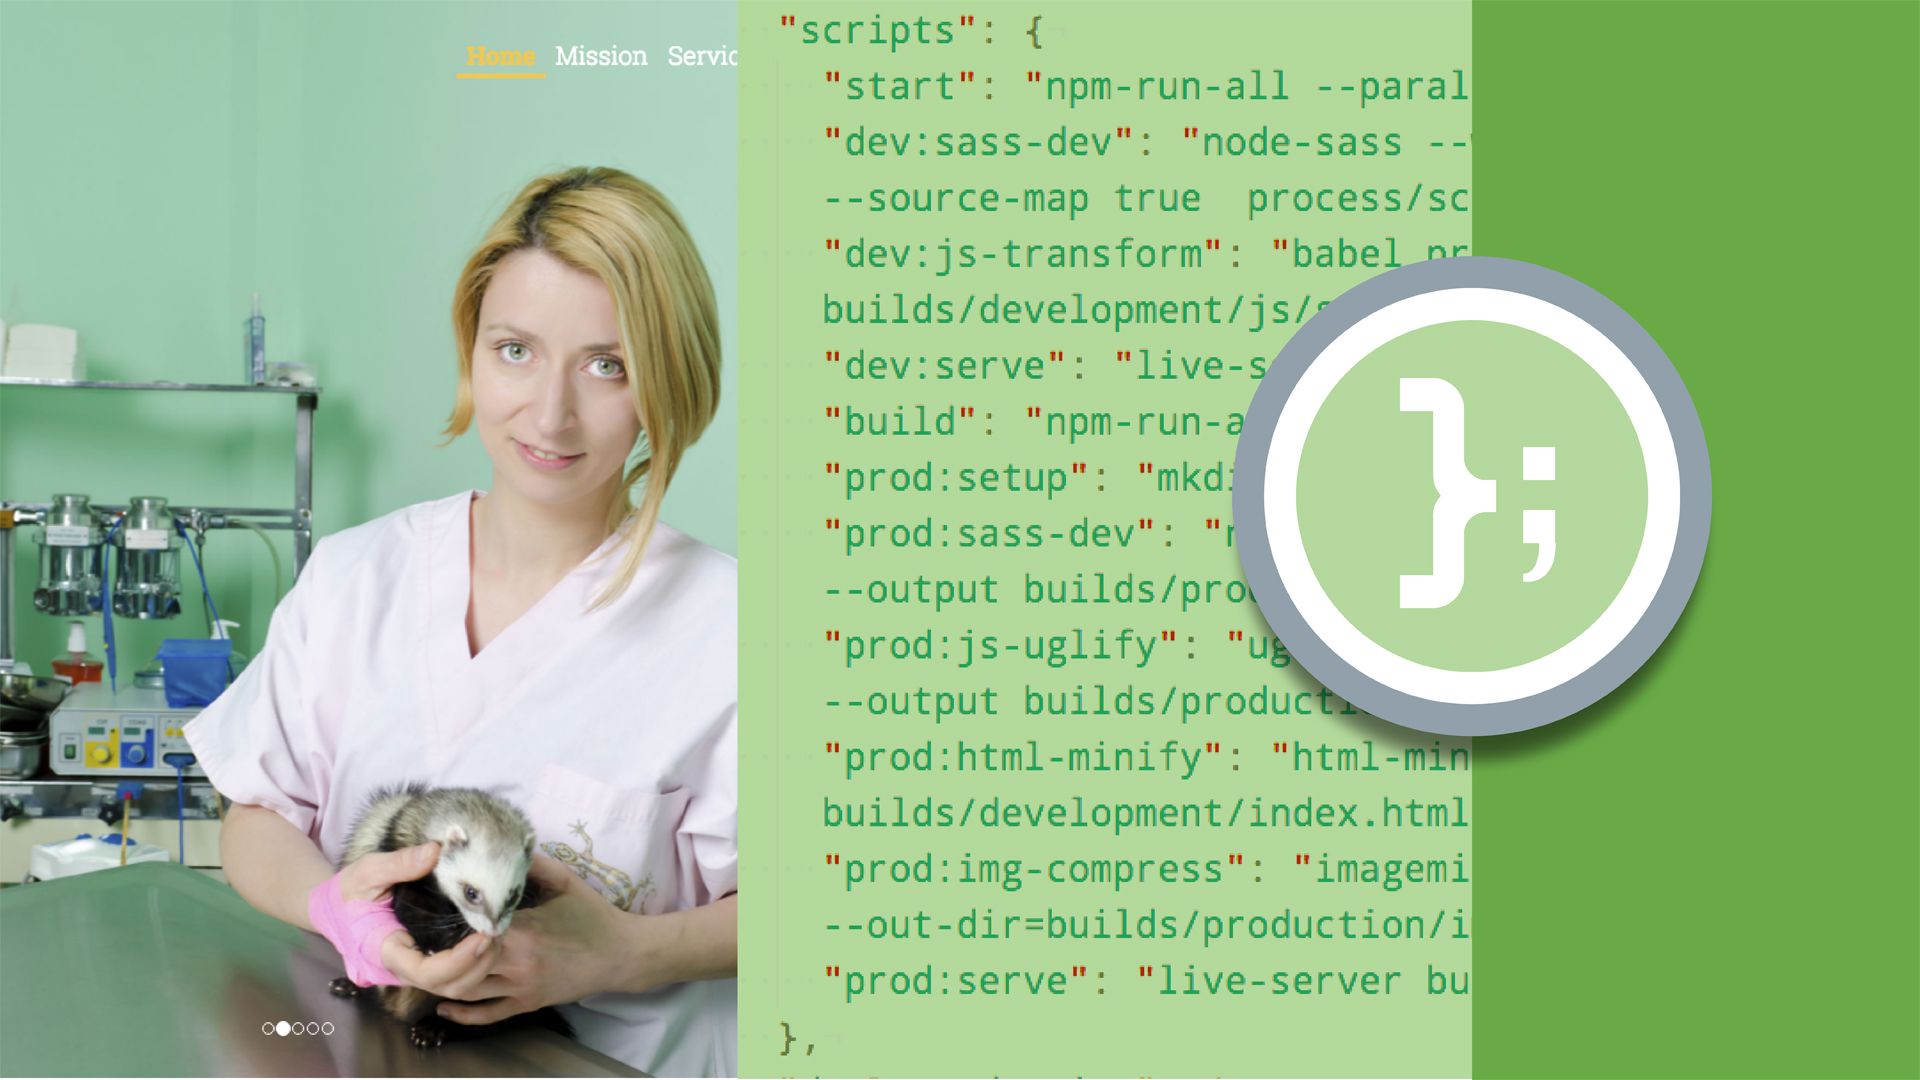 Home Mission Servic
"scripts": {
"start": "npm-run-all --paral
"dev:sass-dev": "node-sass --
--source-map true process/sc
"dev:js-transform": "babel pr
builds/development/js/s
"dev:serve": "live-s
"build": "npm-run-a
"prod:setup": "mkdi
"prod:sass-dev": "n
--output builds/prod
"prod:js-uglify": "ug
--output builds/producti
"prod:html-minify": "html-min
builds/development/index.html
"prod:img-compress": "imagemi
--out-dir=builds/production/i
"prod:serve": "live-server bu
},
};